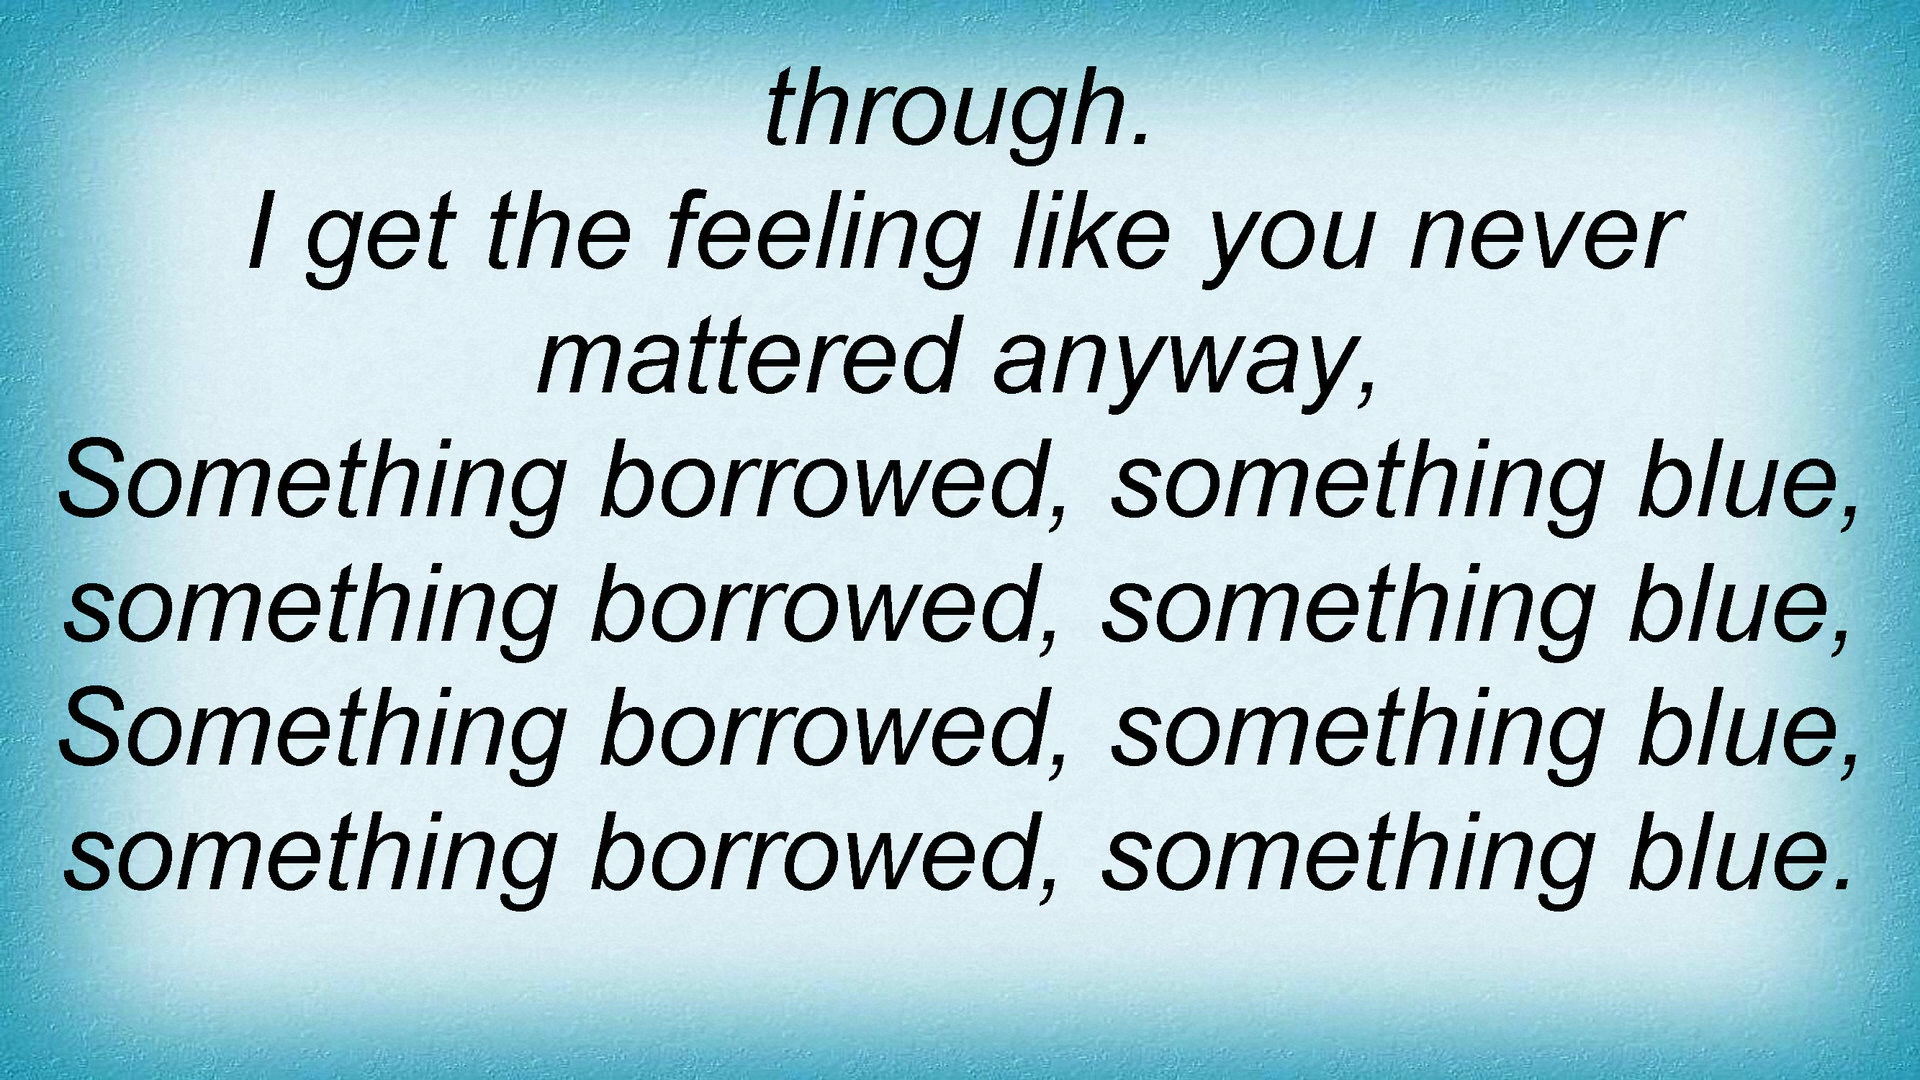 through.
I get the feeling like you never
mattered anyway,
Something borrowed, something blue,
something borrowed, something blue,
Something borrowed, something blue,
something borrowed, something blue.